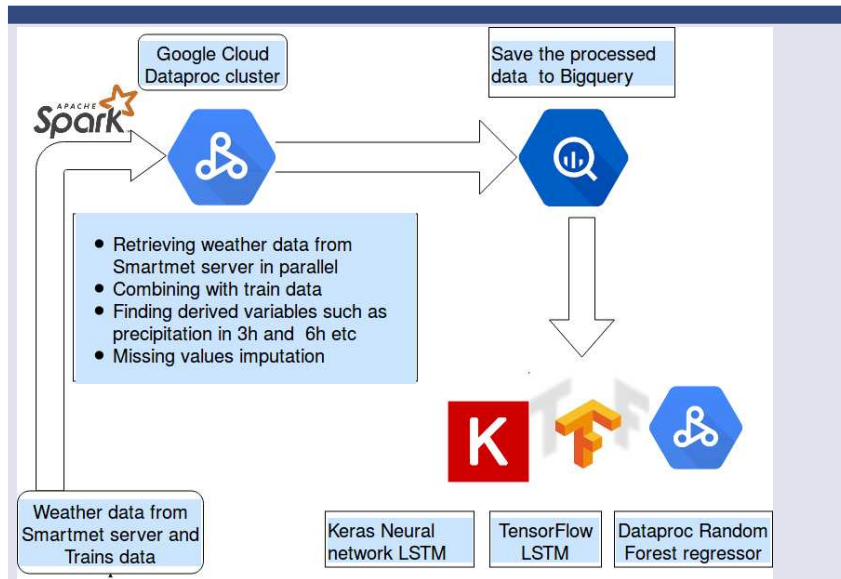 Google Cloud
Dataproc cluster
Save the processed
data to Bigquery
APACHE
Spark
• Retrieving weather data from
Smartmet server in parallel
• Combining with train data
• Finding derived variables such as
precipitation in 3h and 6h etc
• Missing values imputation
K
TF
Weather data from
Smartmet server and
Trains data
Keras Neural
network LSTM
TensorFlow
LSTM
Dataproc Random
Forest regressor